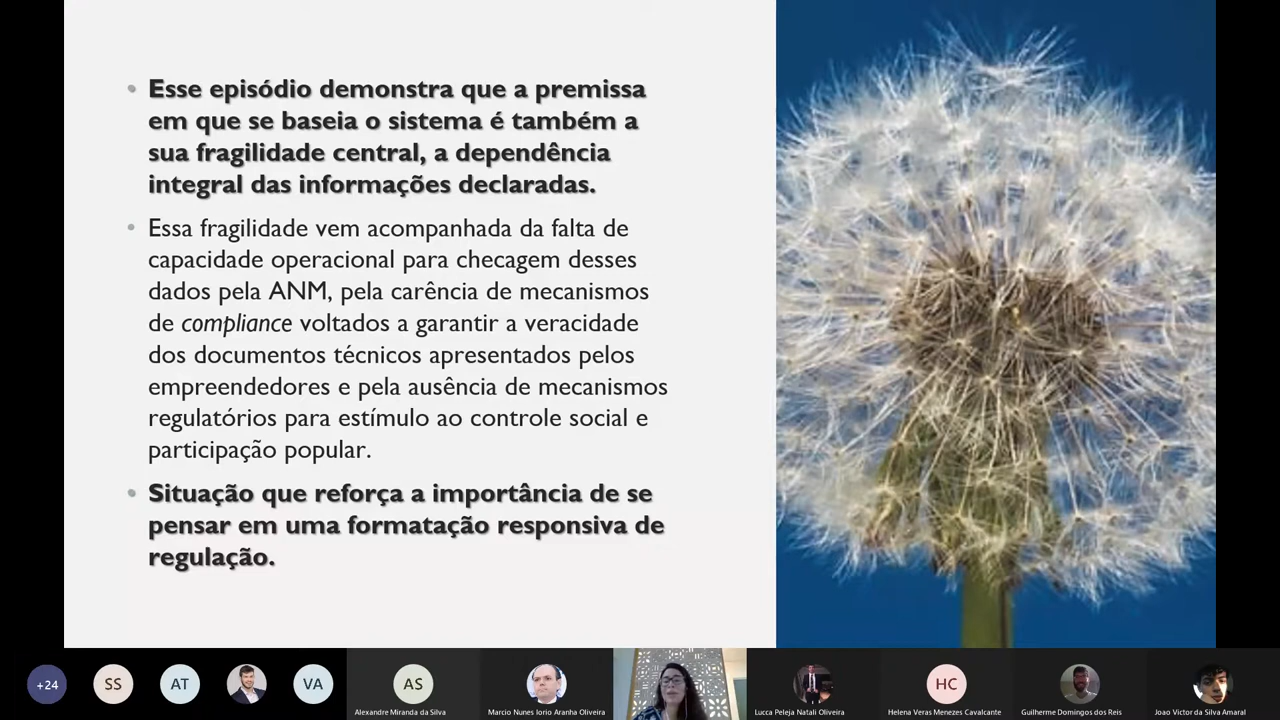 Esse episódio demonstra que a premissa
em que se baseia o sistema é também a
sua fragilidade central, a dependência
integral das informações declaradas.
Essa fragilidade vem acompanhada da falta de
capacidade operacional para checagem desses
dados pela ANM, pela carência de mecanismos
de compliance voltados a garantir a veracidade
dos documentos técnicos apresentados pelos
empreendedores e pela ausência de mecanismos
regulatórios para estímulo ao controle social e
participação popular.
Situação que reforça a importância de se
pensar em uma formatação responsiva de
regulação.
+24
SS
AT
VA
AS
HC
Alexandre Miranda da Silva
Marcio Nunes Iorio Aranha Oliveira
Lucca Peleja Natali Oliveira
Helena Veras Menezes Cavalcante
Guilherme Domingos dos Reis
Joao Victor da Silva Amaral